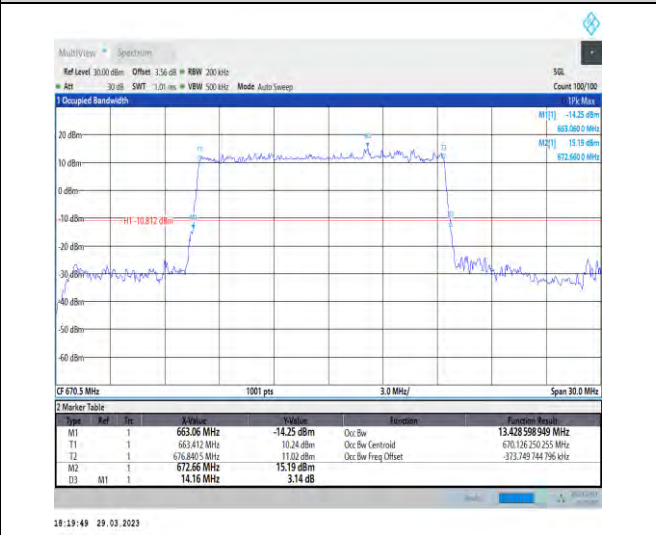 MultiView Spectrum
Ref Level 30.00 dBm Offset 3.56 dB RBW 200 kHz SGL
Att 30 dB SWT 1.01 ms VBW 500 kHz Mode Auto Sweep Count 100/100
1 Occupied Bandwidth 1Pk Max
M1[1] -14.25 dBm
663.060 0 MHz
M2[1] 15.19 dBm
672.660 0 MHz
20 dBm
10 dBm
0 dBm
-10 dBm
H1 -10.812 dBm
-20 dBm
-30 dBm
-40 dBm
-50 dBm
-60 dBm
CF 670.5 MHz 1001 pts 3.0 MHz/ Span 30.0 MHz
2 Marker Table
Type Ref Trc X-Value Y-Value Function Function Result
M1 1 663.06 MHz -14.25 dBm Occ Bw 13.428 598 949 MHz
T1 1 663.412 MHz 10.24 dBm Occ Bw Centroid 670.126 250 255 MHz
T2 1 676.840 5 MHz 11.02 dBm Occ Bw Freq Offset -373.749 744 796 kHz
M2 1 672.66 MHz 15.19 dBm
D3 M1 1 14.16 MHz 3.14 dB
18:19:49 29.03.2023